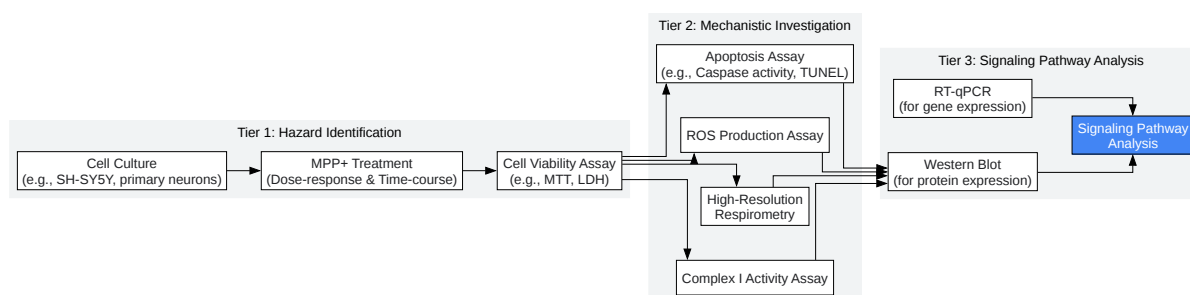 Tier 1: Hazard Identification
Cell Culture
(e.g., SH-SY5Y, primary neurons)
MPP+ Treatment
(Dose-response & Time-course)
Cell Viability Assay
(e.g., MTT, LDH)
Tier 2: Mechanistic Investigation
Apoptosis Assay
(e.g., Caspase activity, TUNEL)
ROS Production Assay
High-Resolution
Respirometry
Complex I Activity Assay
Tier 3: Signaling Pathway Analysis
RT-qPCR
(for gene expression)
Western Blot
(for protein expression)
Signaling Pathway
Analysis